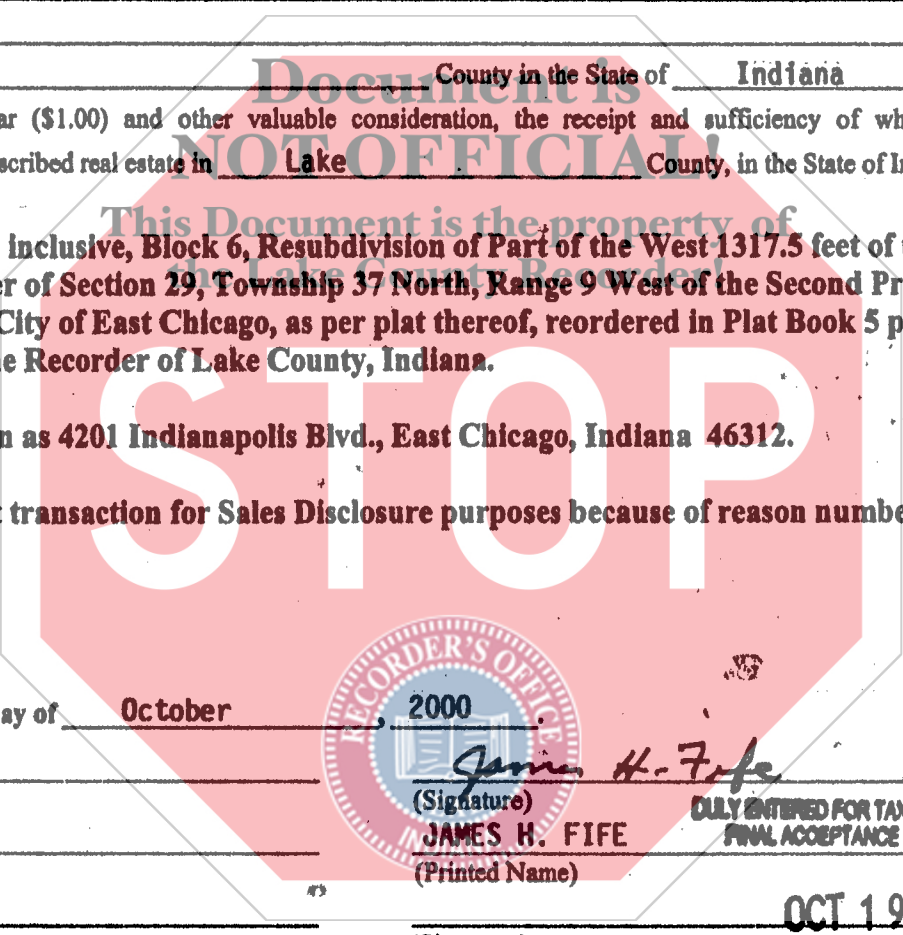 Document is
County in the State of Indiana
ar ($1.00) and other valuable consideration, the receipt and sufficiency of wh
NOT OFFICIAL!
scribed real estate in Lake County, in the State of In
This Document is the property of
inclusive, Block 6, Resubdivision of Part of the West 1317.5 feet of
the Lake County Recorder!
er of Section 29, Township 37 North, Range 9 West of the Second Pr
City of East Chicago, as per plat thereof, reordered in Plat Book 5 p
e Recorder of Lake County, Indiana.
n as 4201 Indianapolis Blvd., East Chicago, Indiana 46312.
t transaction for Sales Disclosure purposes because of reason numbe
STOP
RECORDER'S OFFICE
ay of October, 2000.
James H. Fife
(Signature)
DULY ENTERED FOR TAX
JAMES H. FIFE
FINAL ACCEPTANCE
INDIANA
(Printed Name)
OCT 19